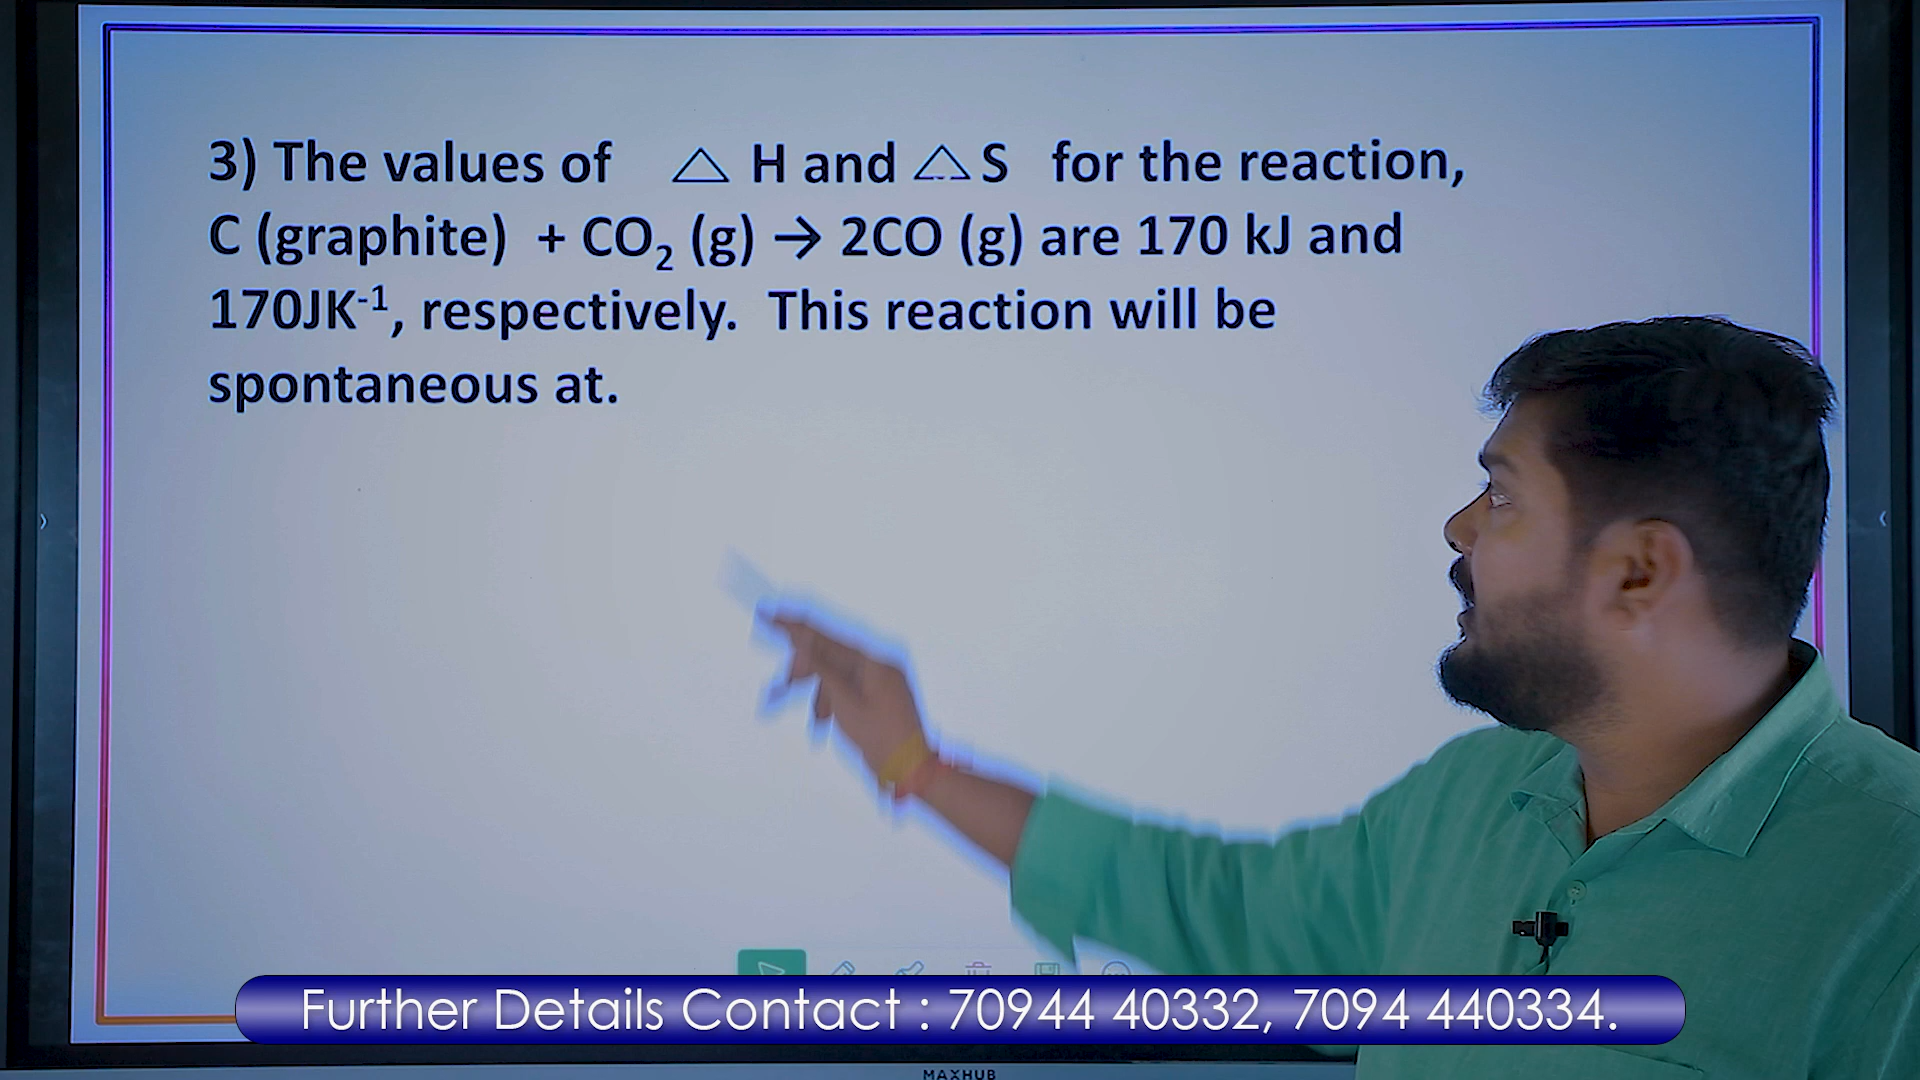 3) The values of △ H and △ S for the reaction,
C (graphite) + CO₂ (g) → 2CO (g) are 170 kJ and
170JK⁻¹, respectively. This reaction will be
spontaneous at.
Further Details Contact : 70944 40332, 7094 440334.
MAXHUB